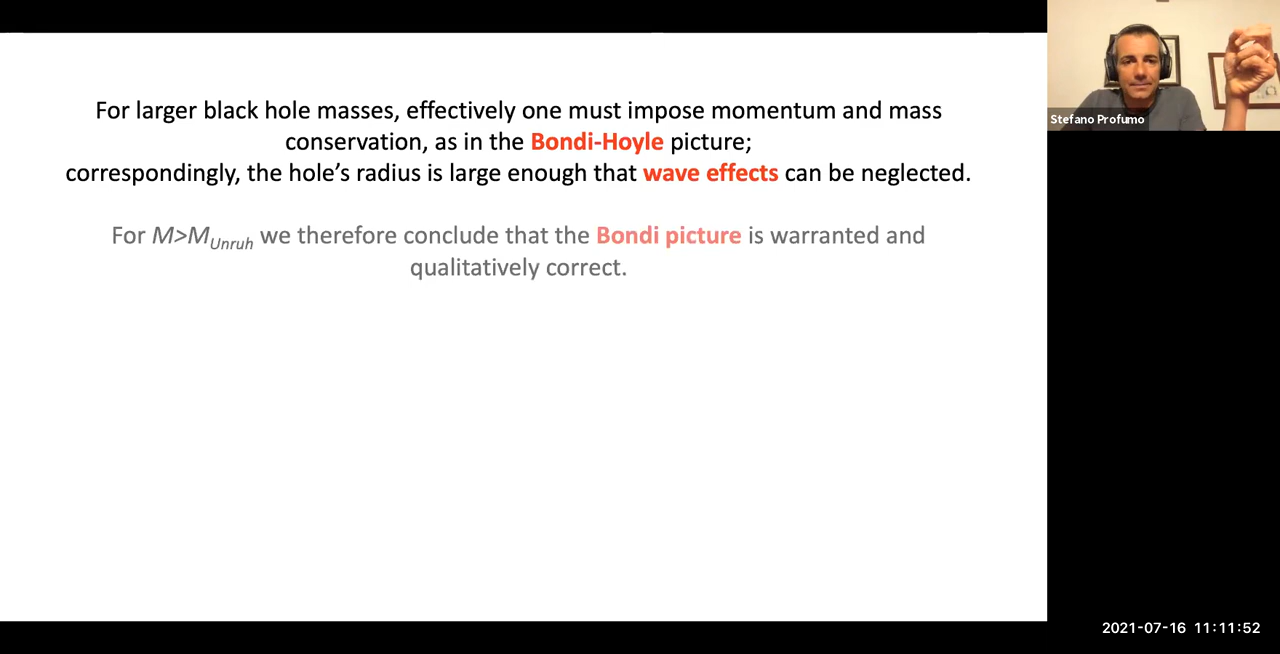 For larger black hole masses, effectively one must impose momentum and mass
conservation, as in the Bondi-Hoyle picture;
correspondingly, the hole's radius is large enough that wave effects can be neglected.
For M>M_Unruh we therefore conclude that the Bondi picture is warranted and
qualitatively correct.
Stefano Profumo
2021-07-16 11:11:52